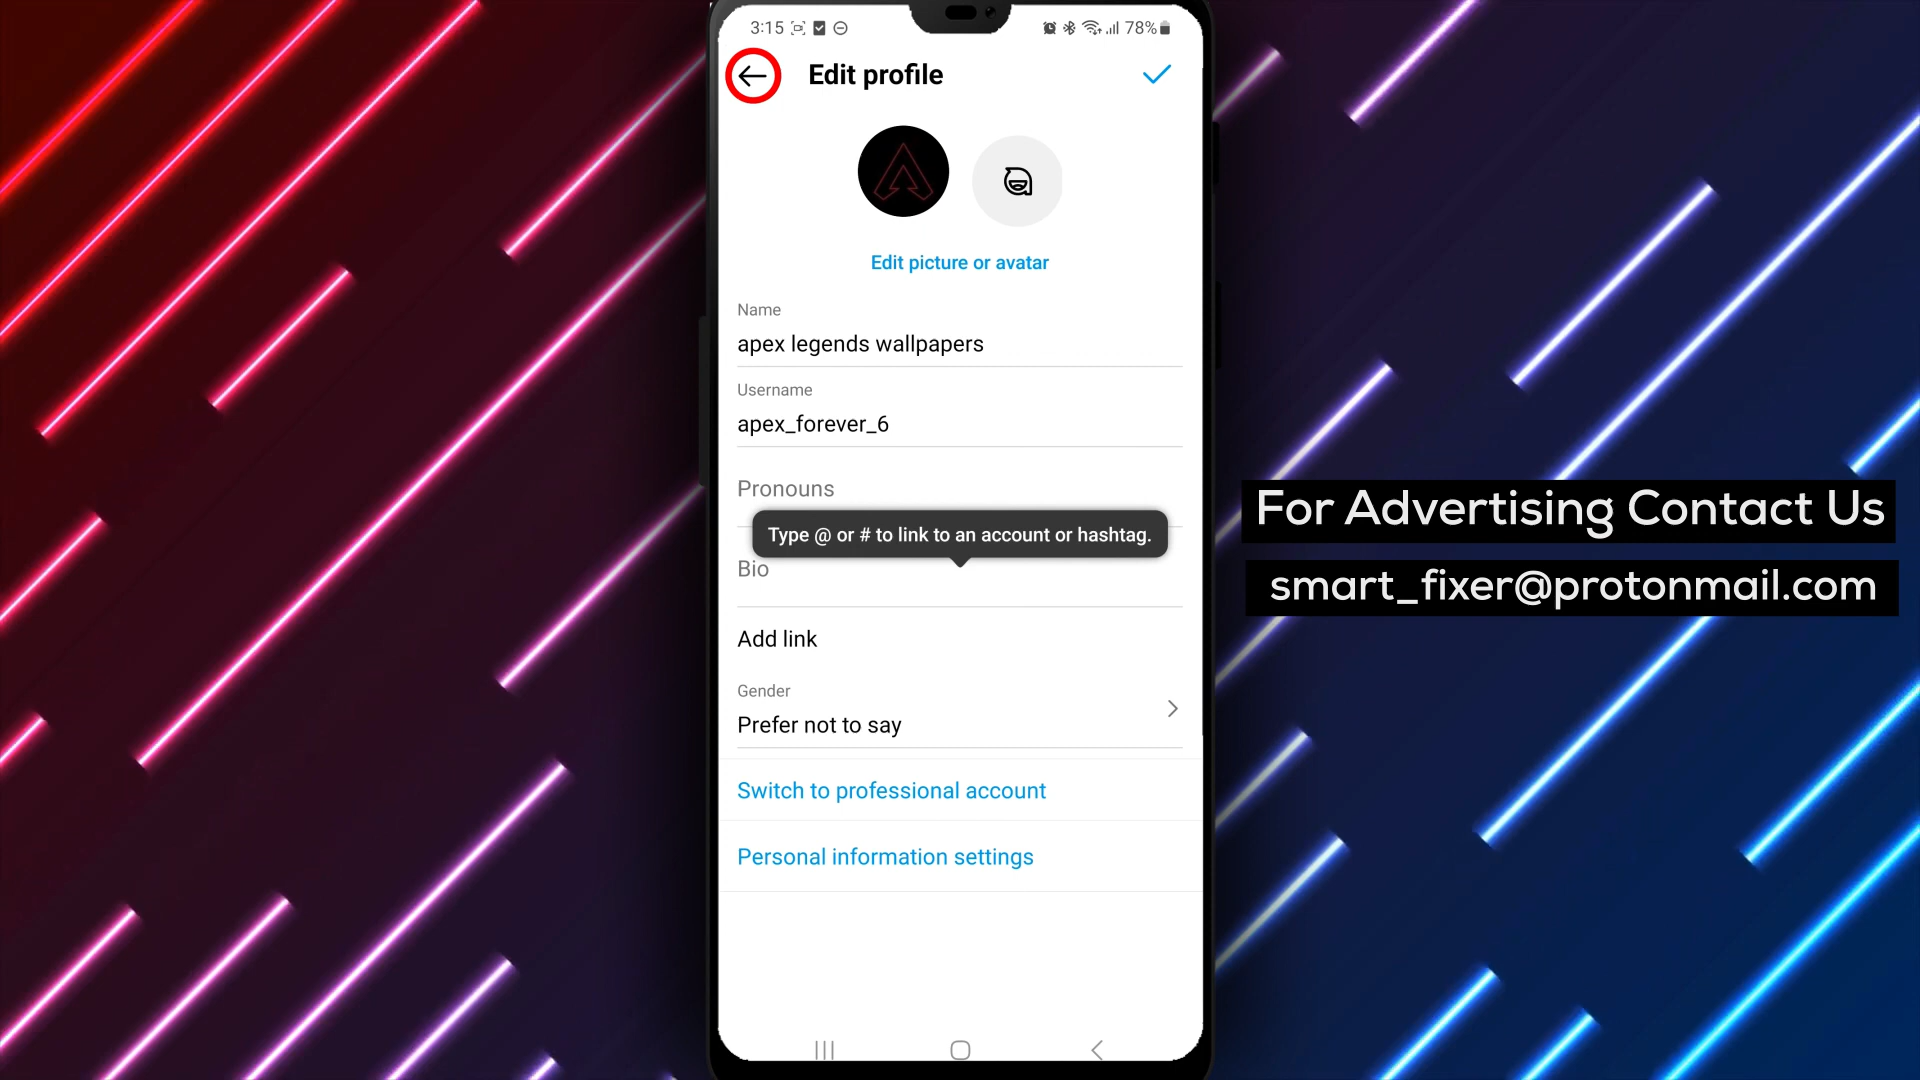 3:15
78%
Edit profile
Edit picture or avatar
Name
apex legends wallpapers
Username
apex_forever_6
Pronouns
Type @ or # to link to an account or hashtag.
Bio
Add link
Gender
Prefer not to say
Switch to professional account
Personal information settings
For Advertising Contact Us
smart_fixer@protonmail.com